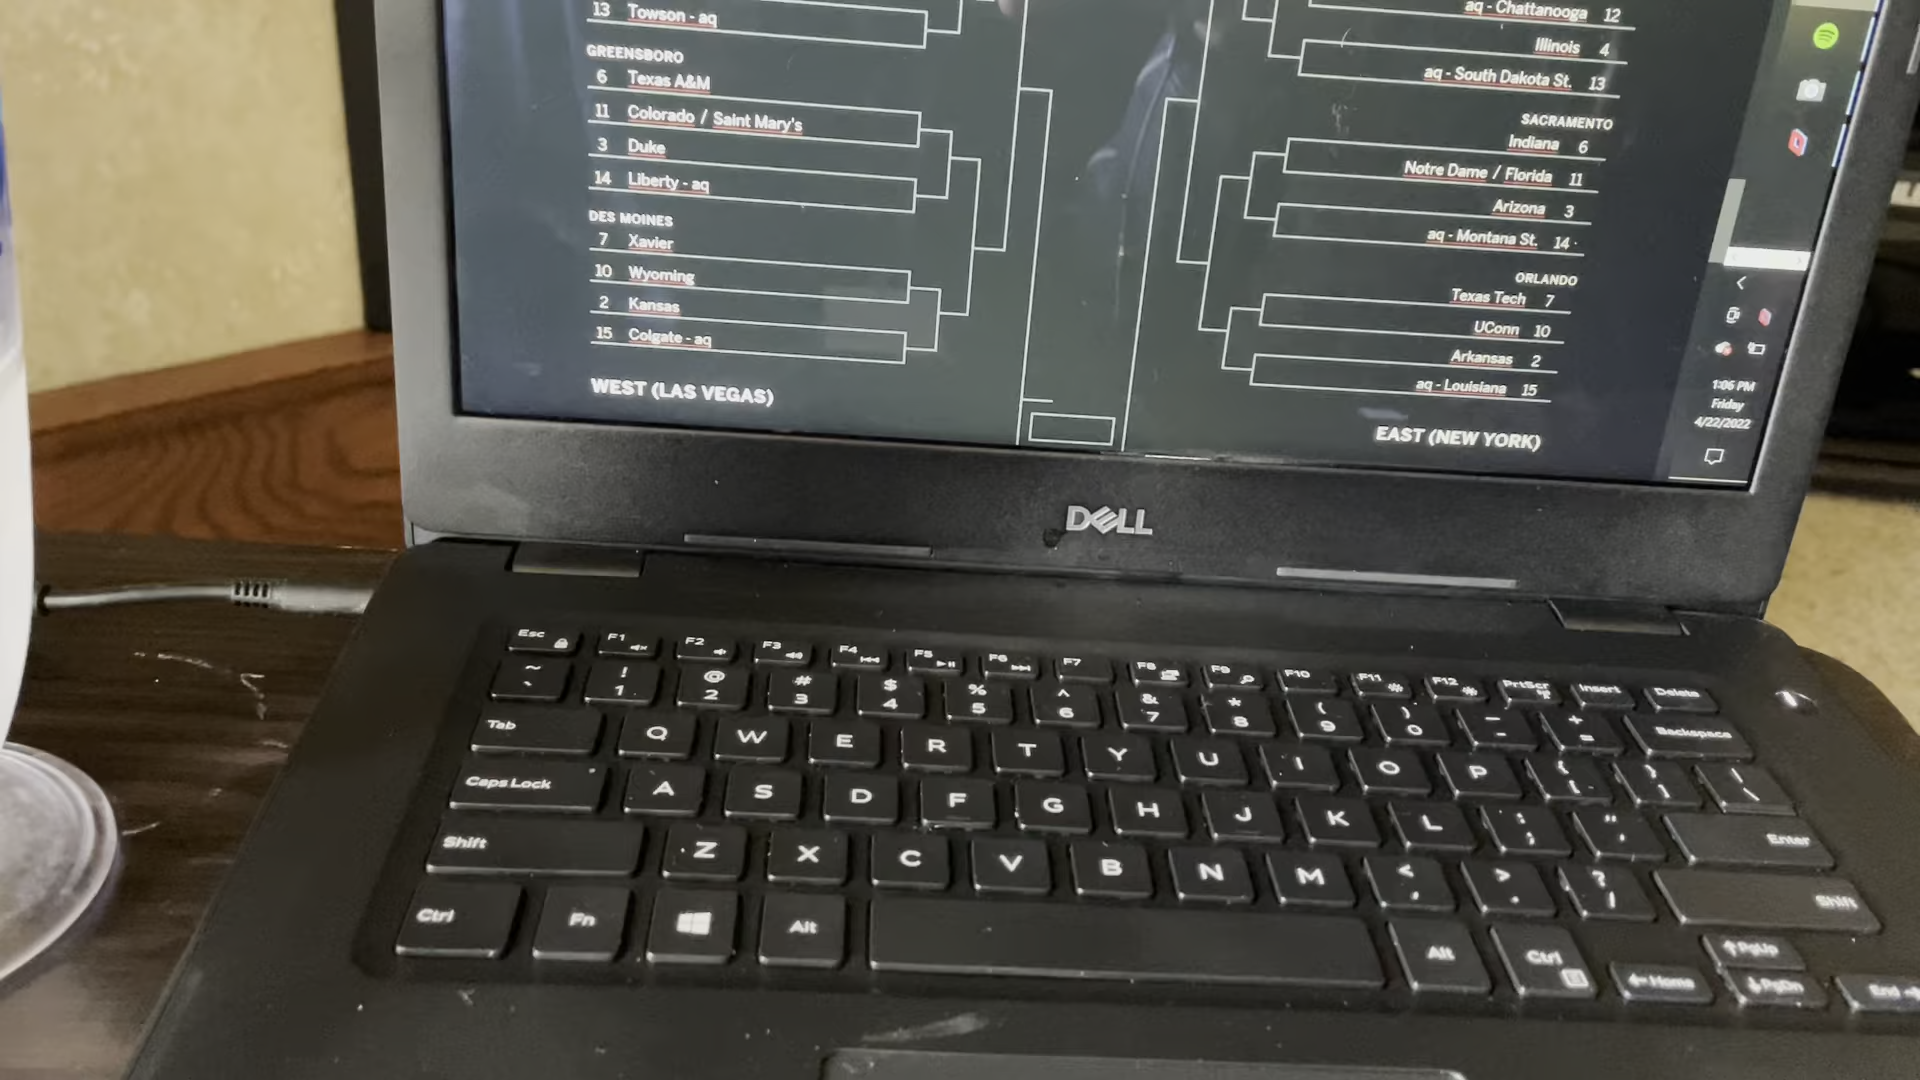 13 Towson - aq
GREENSBORO
6 Texas A&M
11 Colorado / Saint Mary's
3 Duke
14 Liberty - aq
DES MOINES
7 Xavier
10 Wyoming
2 Kansas
15 Colgate - aq
WEST (LAS VEGAS)
aq - Chattanooga 12
Illinois 4
aq - South Dakota St. 13
SACRAMENTO
Indiana 6
Notre Dame / Florida 11
Arizona 3
aq - Montana St. 14
ORLANDO
Texas Tech 7
UConn 10
Arkansas 2
aq - Louisiana 15
EAST (NEW YORK)
1:06 PM
Friday
4/22/2022
DELL
Esc F1 F2 F3 F4 F5 F6 F7 F8 F9 F10 F11 F12 PrtScr Insert Delete
~ ! @ # $ % ^ & * ( ) _ +
` 1 2 3 4 5 6 7 8 9 0 - = Backspace
Tab Q W E R T Y U I O P { [ } ] | \
Caps Lock A S D F G H J K L : ; " ' Enter
Shift Z X C V B N M < , > . ? / Shift
Ctrl Fn Alt Alt Ctrl Home PgUp PgDn End